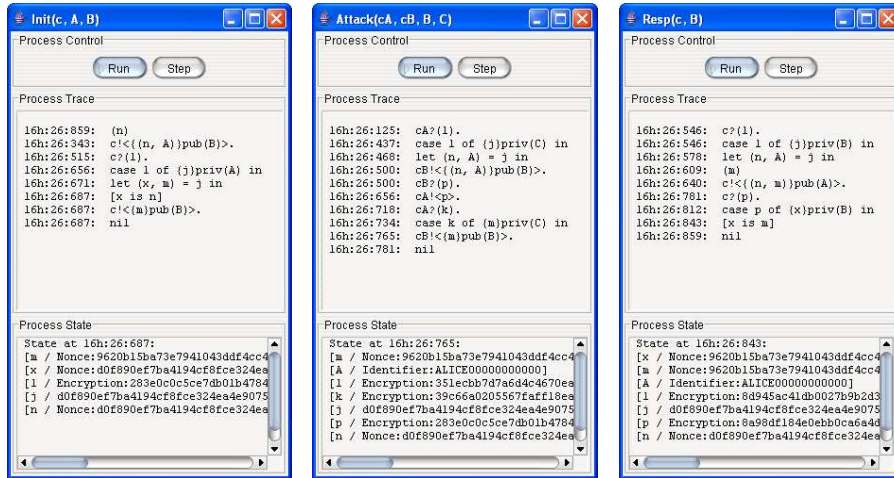 Init(c, A, B)
Process Control
Run Step
Process Trace
16h:26:859: (n)
16h:26:343: c!<{(n, A)}pub(B)>.
16h:26:515: c?(l).
16h:26:656: case l of {j}priv(A) in
16h:26:671: let (x, m) = j in
16h:26:687: [x is n]
16h:26:687: c!<{m}pub(B)>.
16h:26:687: nil
Process State
State at 16h:26:687:
[m / Nonce:9620b15ba73e7941043ddf4cc4
[x / Nonce:d0f890ef7ba4194cf8fce324ea
[l / Encryption:283e0c0c5ce7db01b4784
[j / d0f890ef7ba4194cf8fce324ea4e9075
[n / Nonce:d0f890ef7ba4194cf8fce324ea
Attack(cA, cB, B, C)
Process Control
Run Step
Process Trace
16h:26:125: cA?(l).
16h:26:437: case l of {j}priv(C) in
16h:26:468: let (n, A) = j in
16h:26:500: cB!<{(n, A)}pub(B)>.
16h:26:500: cB?(p).
16h:26:656: cA!<p>.
16h:26:718: cA?(k).
16h:26:734: case k of {m}priv(C) in
16h:26:765: cB!<{m}pub(B)>.
16h:26:781: nil
Process State
State at 16h:26:765:
[m / Nonce:9620b15ba73e7941043ddf4cc4
[A / Identifier:ALICE00000000000]
[l / Encryption:351ecbb7d7a6d4c4670ea
[k / Encryption:39c66a0205567faff18ea
[j / d0f890ef7ba4194cf8fce324ea4e9075
[p / Encryption:283e0c0c5ce7db01b4784
[n / Nonce:d0f890ef7ba4194cf8fce324ea
Resp(c, B)
Process Control
Run Step
Process Trace
16h:26:546: c?(l).
16h:26:546: case l of {j}priv(B) in
16h:26:578: let (n, A) = j in
16h:26:609: (m)
16h:26:640: c!<{(n, m)}pub(A)>.
16h:26:781: c?(p).
16h:26:812: case p of {x}priv(B) in
16h:26:843: [x is m]
16h:26:859: nil
Process State
State at 16h:26:843:
[x / Nonce:9620b15ba73e7941043ddf4cc4
[m / Nonce:9620b15ba73e7941043ddf4cc4
[A / Identifier:ALICE00000000000]
[l / Encryption:8d945ac41db0027b9b2d3
[j / d0f890ef7ba4194cf8fce324ea4e9075
[p / Encryption:8a98df184e0ebb0ca6a4d
[n / Nonce:d0f890ef7ba4194cf8fce324ea